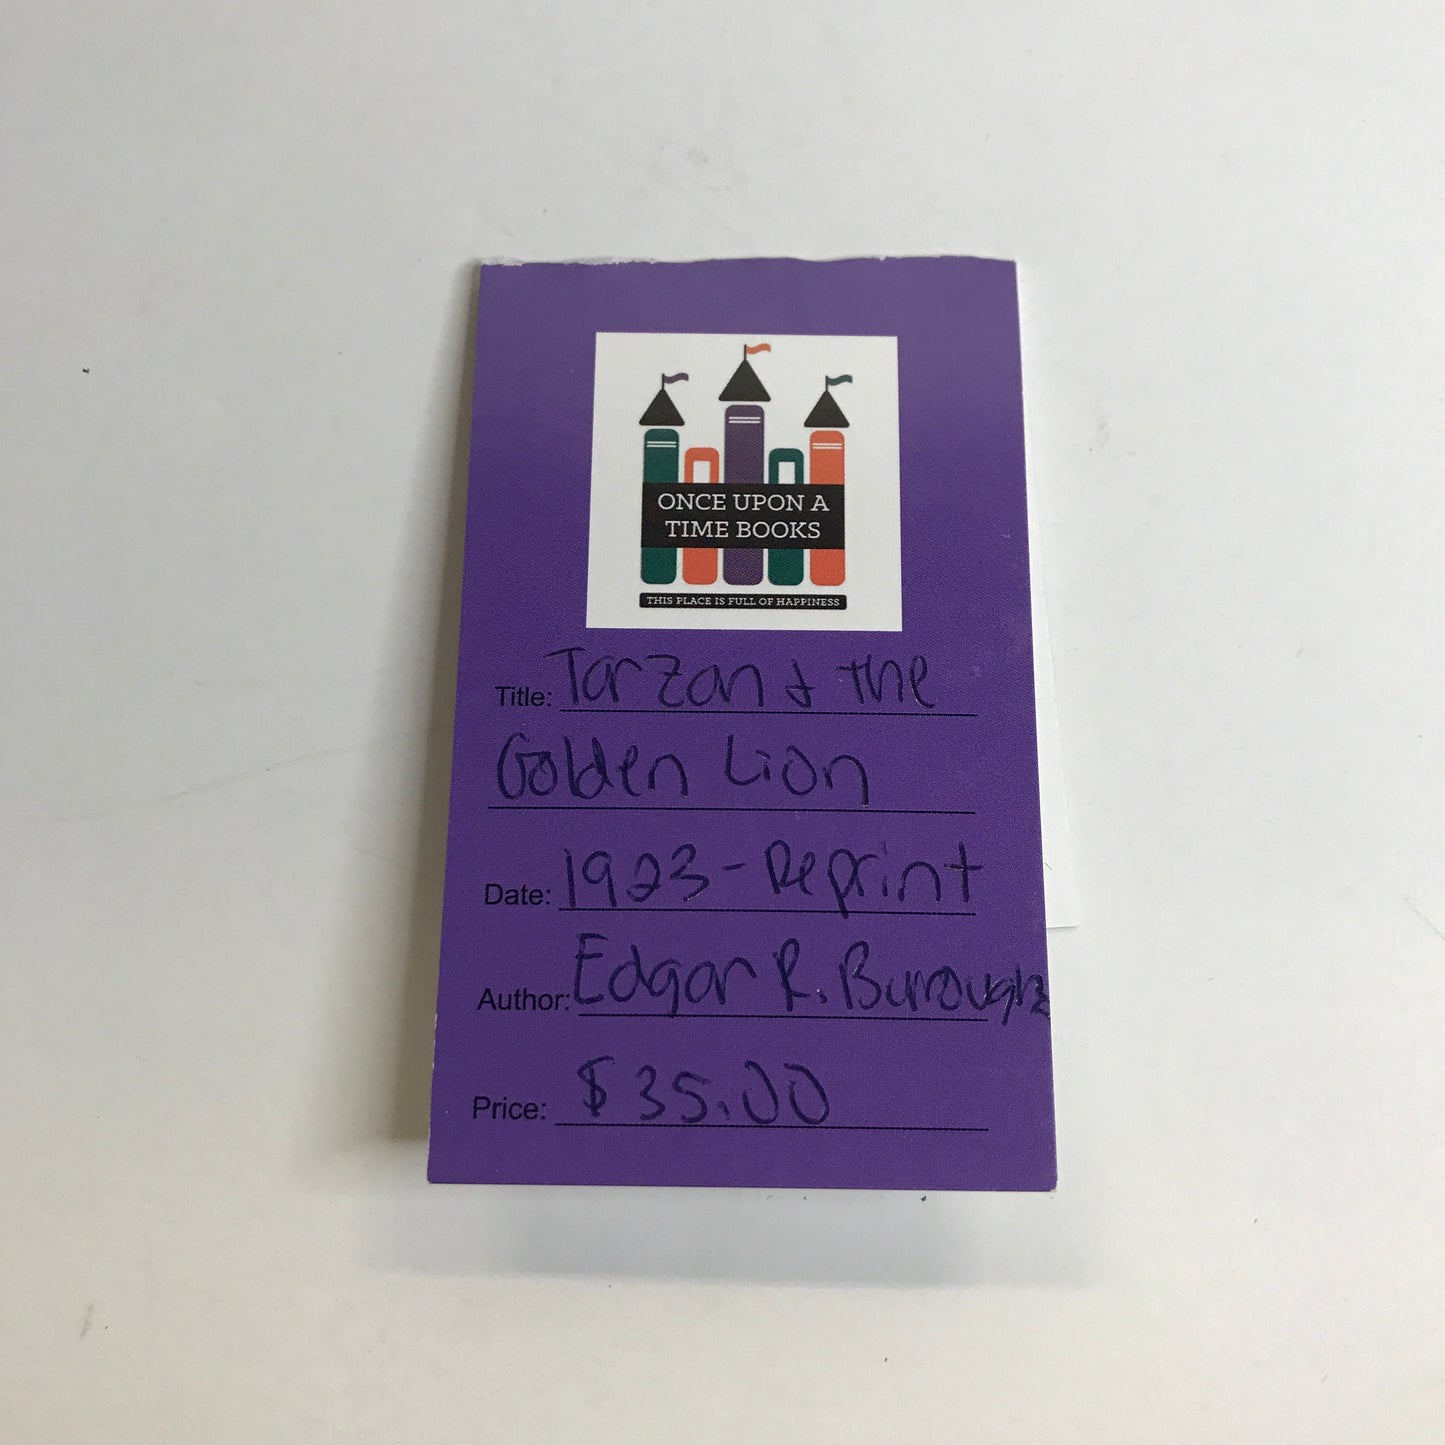 ONCE UPON A
TIME BOOKS
THIS PLACE IS FULL OF HAPPINESS
Title: Tarzan & the
Golden Lion
Date: 1923 - Reprint
Author: Edgar R. Burroughs
Price: $35.00